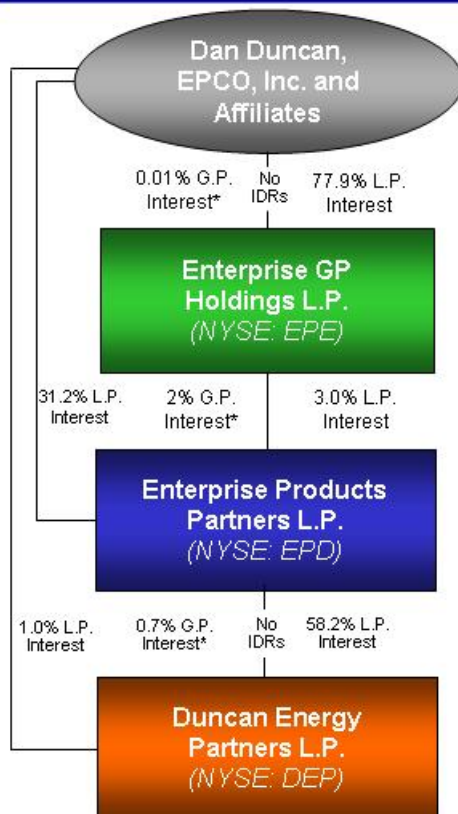 Dan Duncan,
EPCO, Inc. and
Affiliates
0.01% G.P.
Interest*
No
IDRs
77.9% L.P.
Interest
Enterprise GP
Holdings L.P.
(NYSE: EPE)
31.2% L.P.
Interest
2% G.P.
Interest*
3.0% L.P.
Interest
Enterprise Products
Partners L.P.
(NYSE: EPD)
1.0% L.P.
Interest
0.7% G.P.
Interest*
No
IDRs
58.2% L.P.
Interest
Duncan Energy
Partners L.P.
(NYSE: DEP)